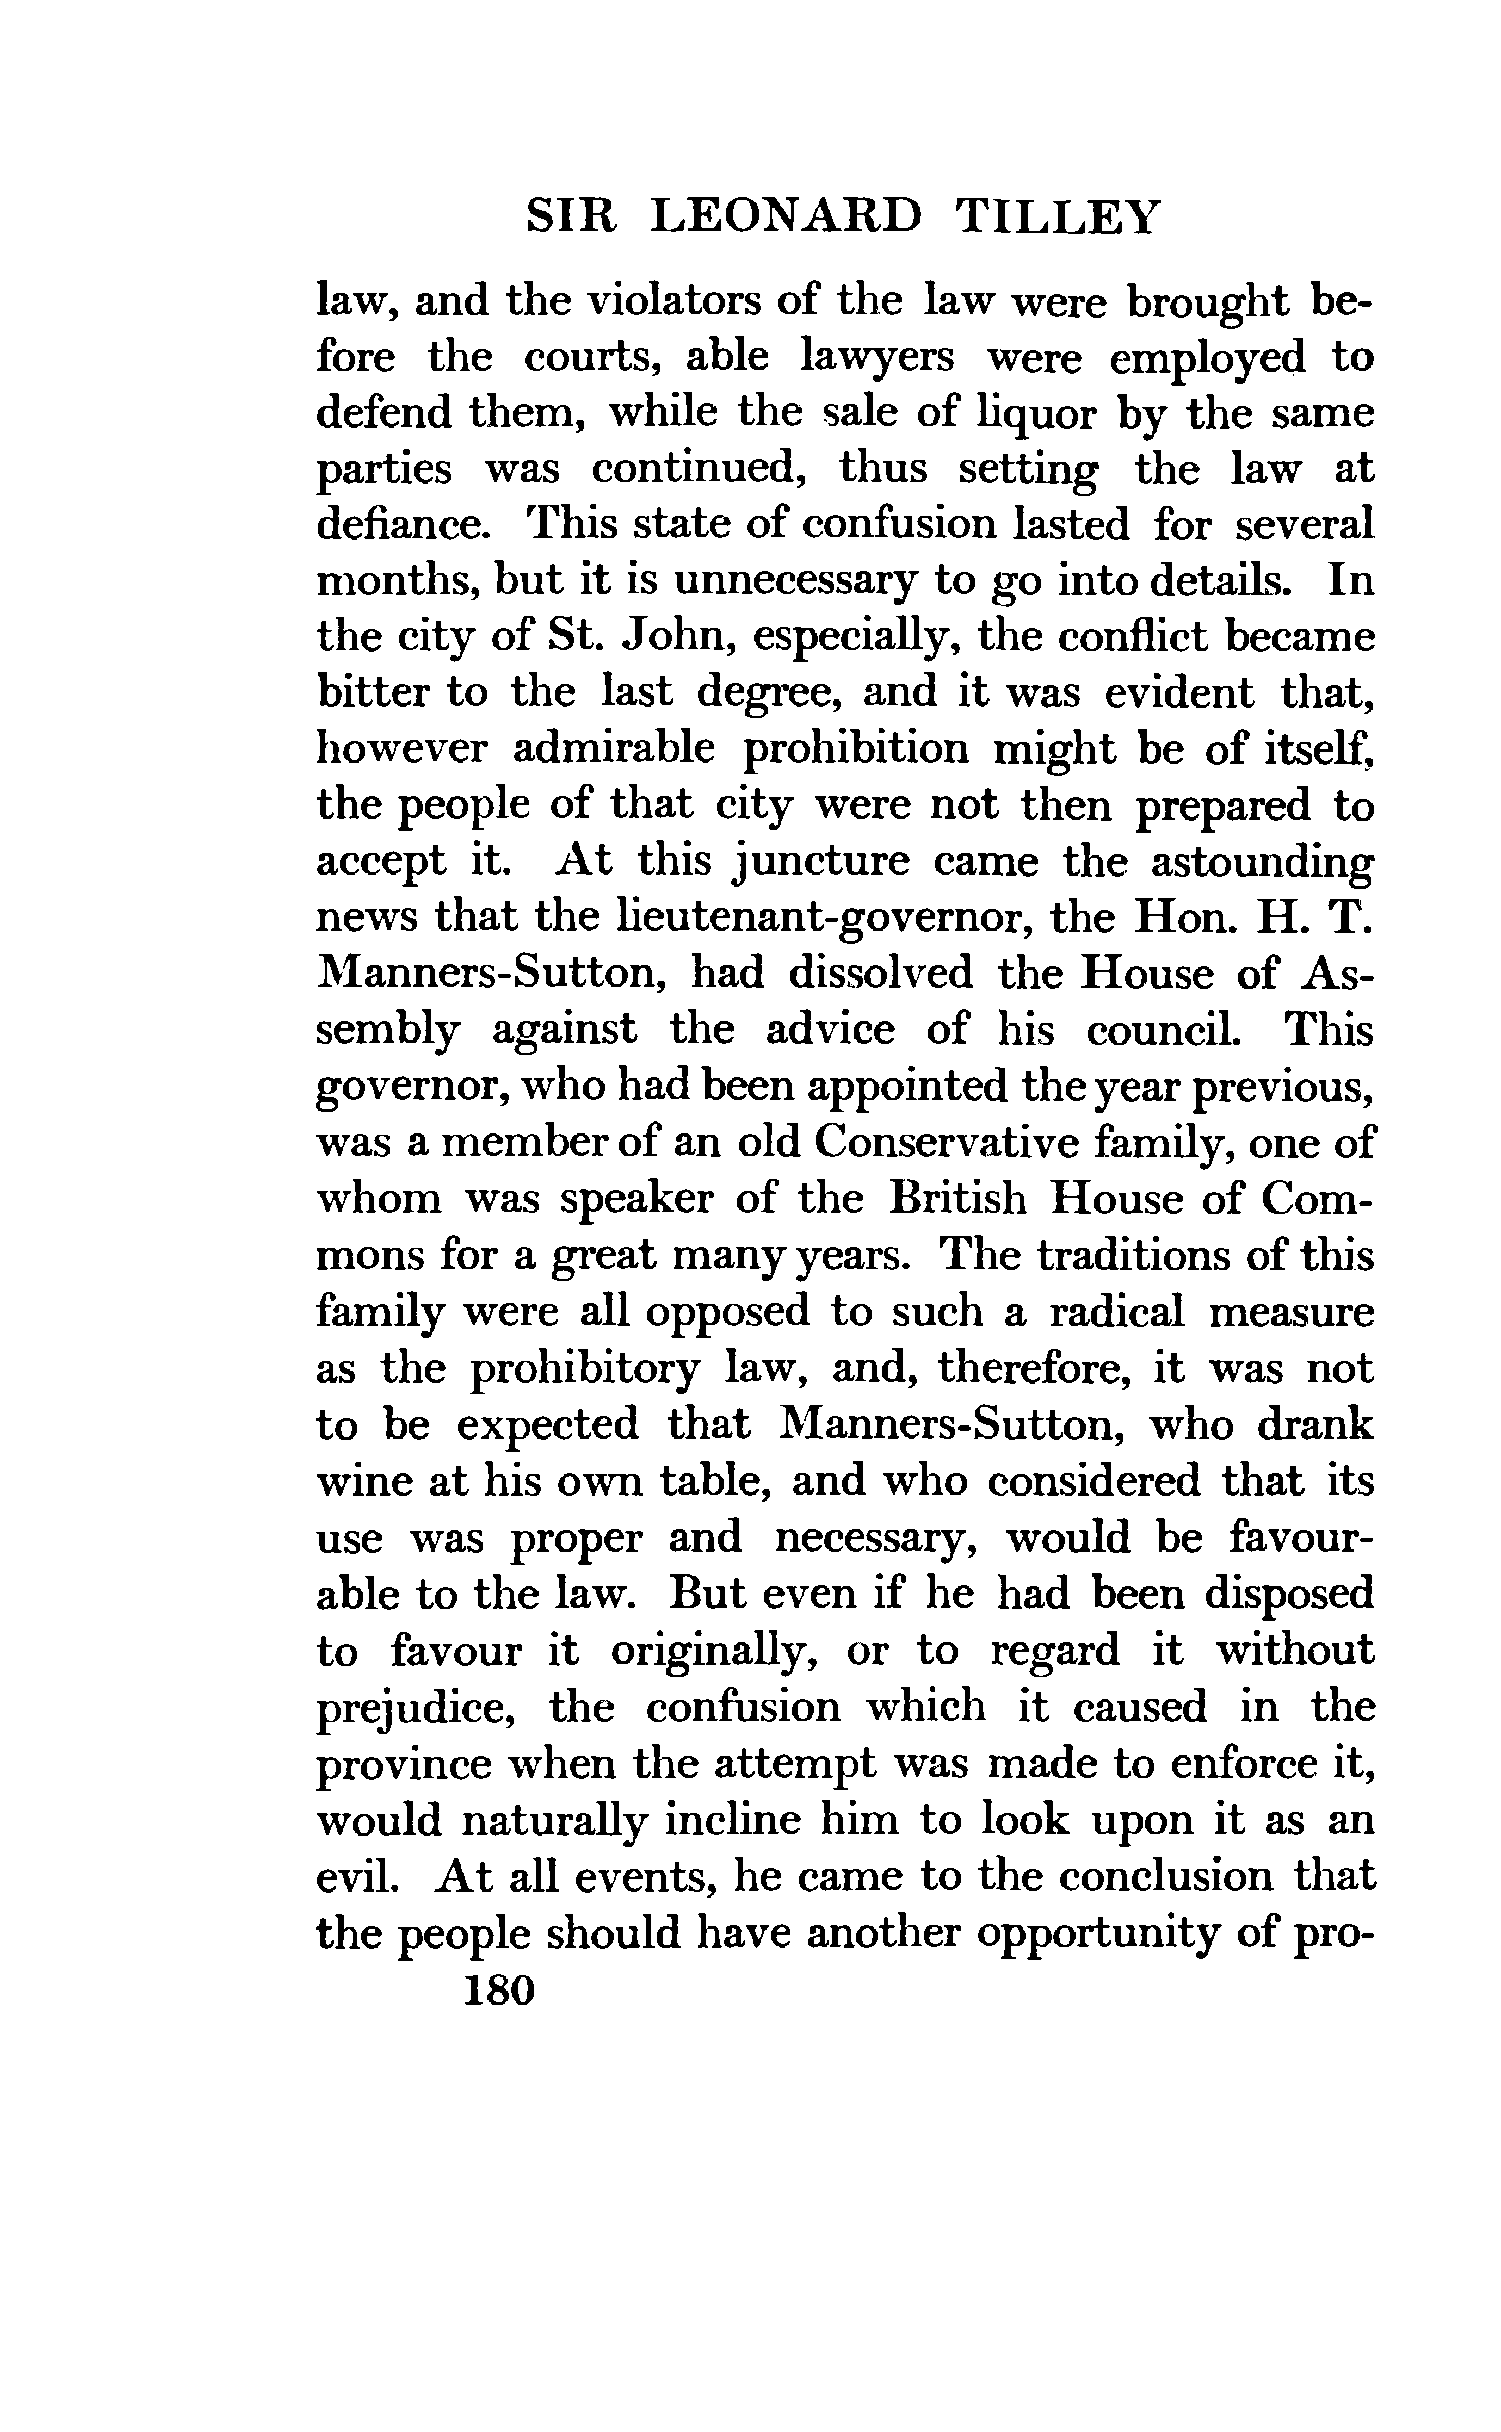 SIR LEONARD TILLEY
law, and the violators of the law were brought be-
fore the courts, able lawyers were employed to
defend them, while the sale of liquor by the same
parties was continued, thus setting the law at
defiance. This state of confusion lasted for several
months, but it is unnecessary to go into details. In
the city of St. John, especially, the conflict became
bitter to the last degree, and it was evident that,
however admirable prohibition might be of itself,
the people of that city were not then prepared to
accept it. At this juncture came the astounding
news that the lieutenant-governor, the Hon. H. T.
Manners-Sutton, had dissolved the House of As-
sembly against the advice of his council. This
governor, who had been appointed the year previous,
was a member of an old Conservative family, one of
whom was speaker of the British House of Com-
mons for a great many years. The traditions of this
family were all opposed to such a radical measure
as the prohibitory law, and, therefore, it was not
to be expected that Manners-Sutton, who drank
wine at his own table, and who considered that its
use was proper and necessary, would be favour-
able to the law. But even if he had been disposed
to favour it originally, or to regard it without
prejudice, the confusion which it caused in the
province when the attempt was made to enforce it,
would naturally incline him to look upon it as an
evil. At all events, he came to the conclusion that
the people should have another opportunity of pro-
180